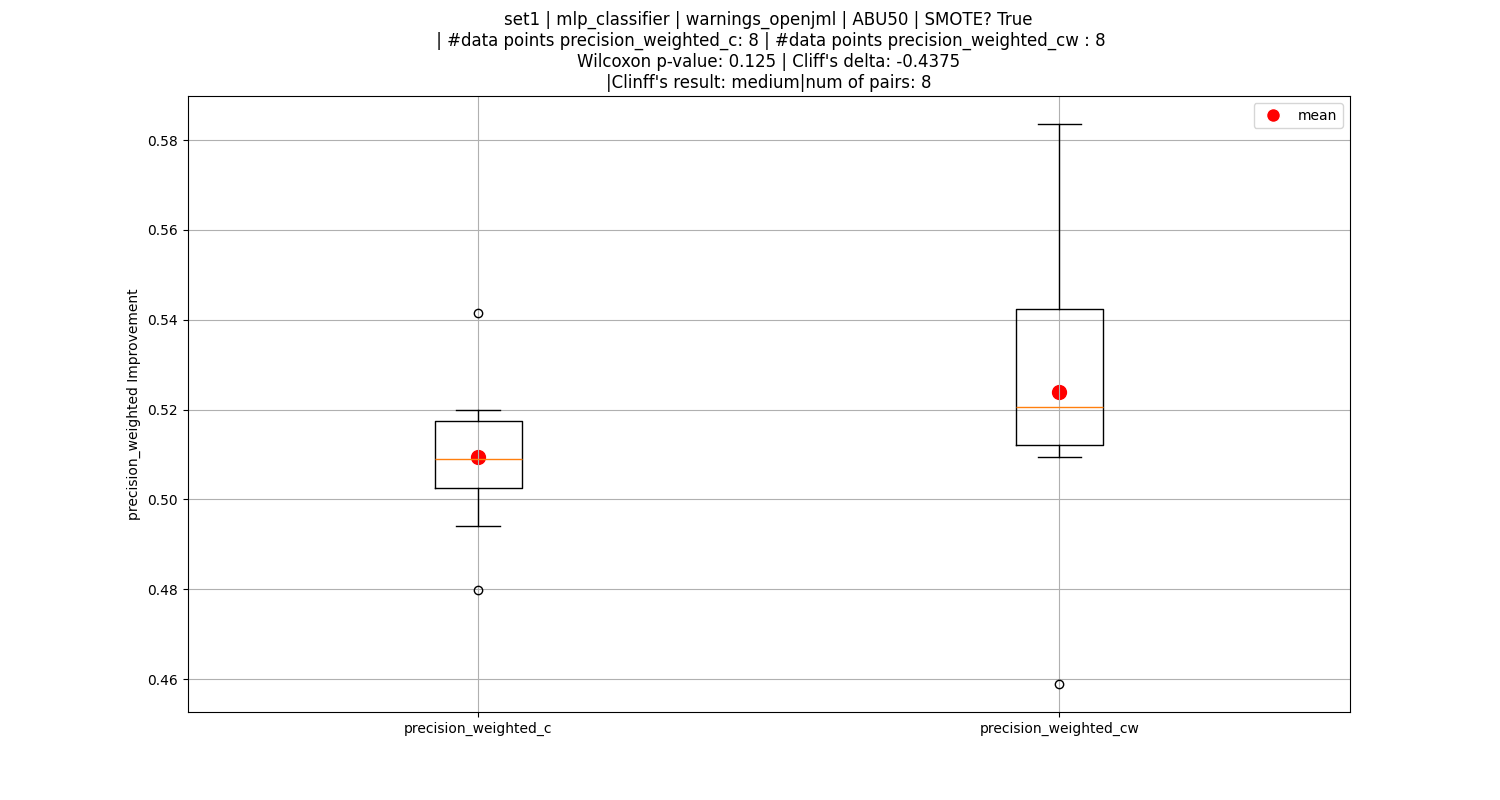 set1 | mlp_classifier | warnings_openjml | ABU50 | SMOTE? True
| #data points precision_weighted_c: 8 | #data points precision_weighted_cw : 8
Wilcoxon p-value: 0.125 | Cliff's delta: -0.4375
|Clinff's result: medium|num of pairs: 8
mean
0.58
0.56
0.54
0.52
0.50
0.48
0.46
precision_weighted Improvement
precision_weighted_c
precision_weighted_cw